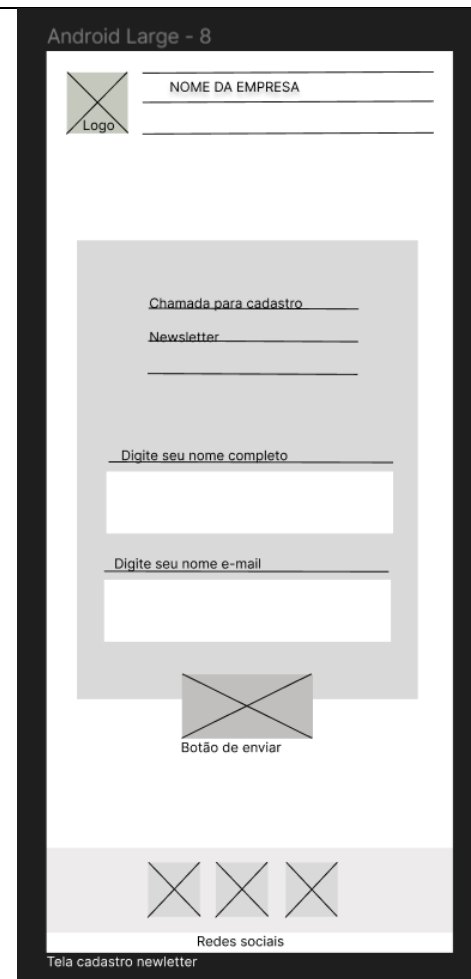 Android Large - 8
NOME DA EMPRESA
Logo
Chamada para cadastro
Newsletter
Digite seu nome completo
Digite seu nome e-mail
Botão de enviar
Redes sociais
Tela cadastro newletter